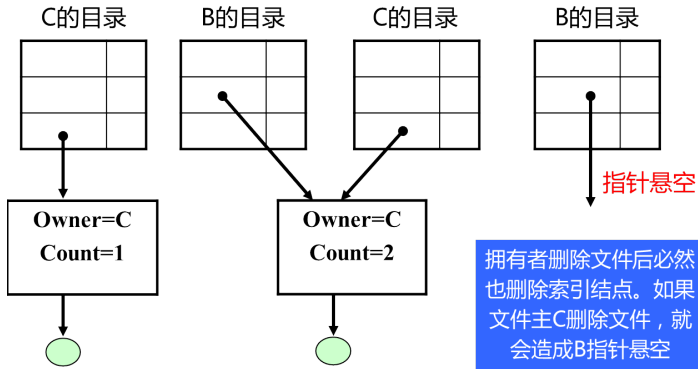 C的目录
B的目录
C的目录
B的目录
指针悬空
Owner=C
Count=1
Owner=C
Count=2
拥有者删除文件后必然
也删除索引结点。如果
文件主C删除文件，就
会造成B指针悬空